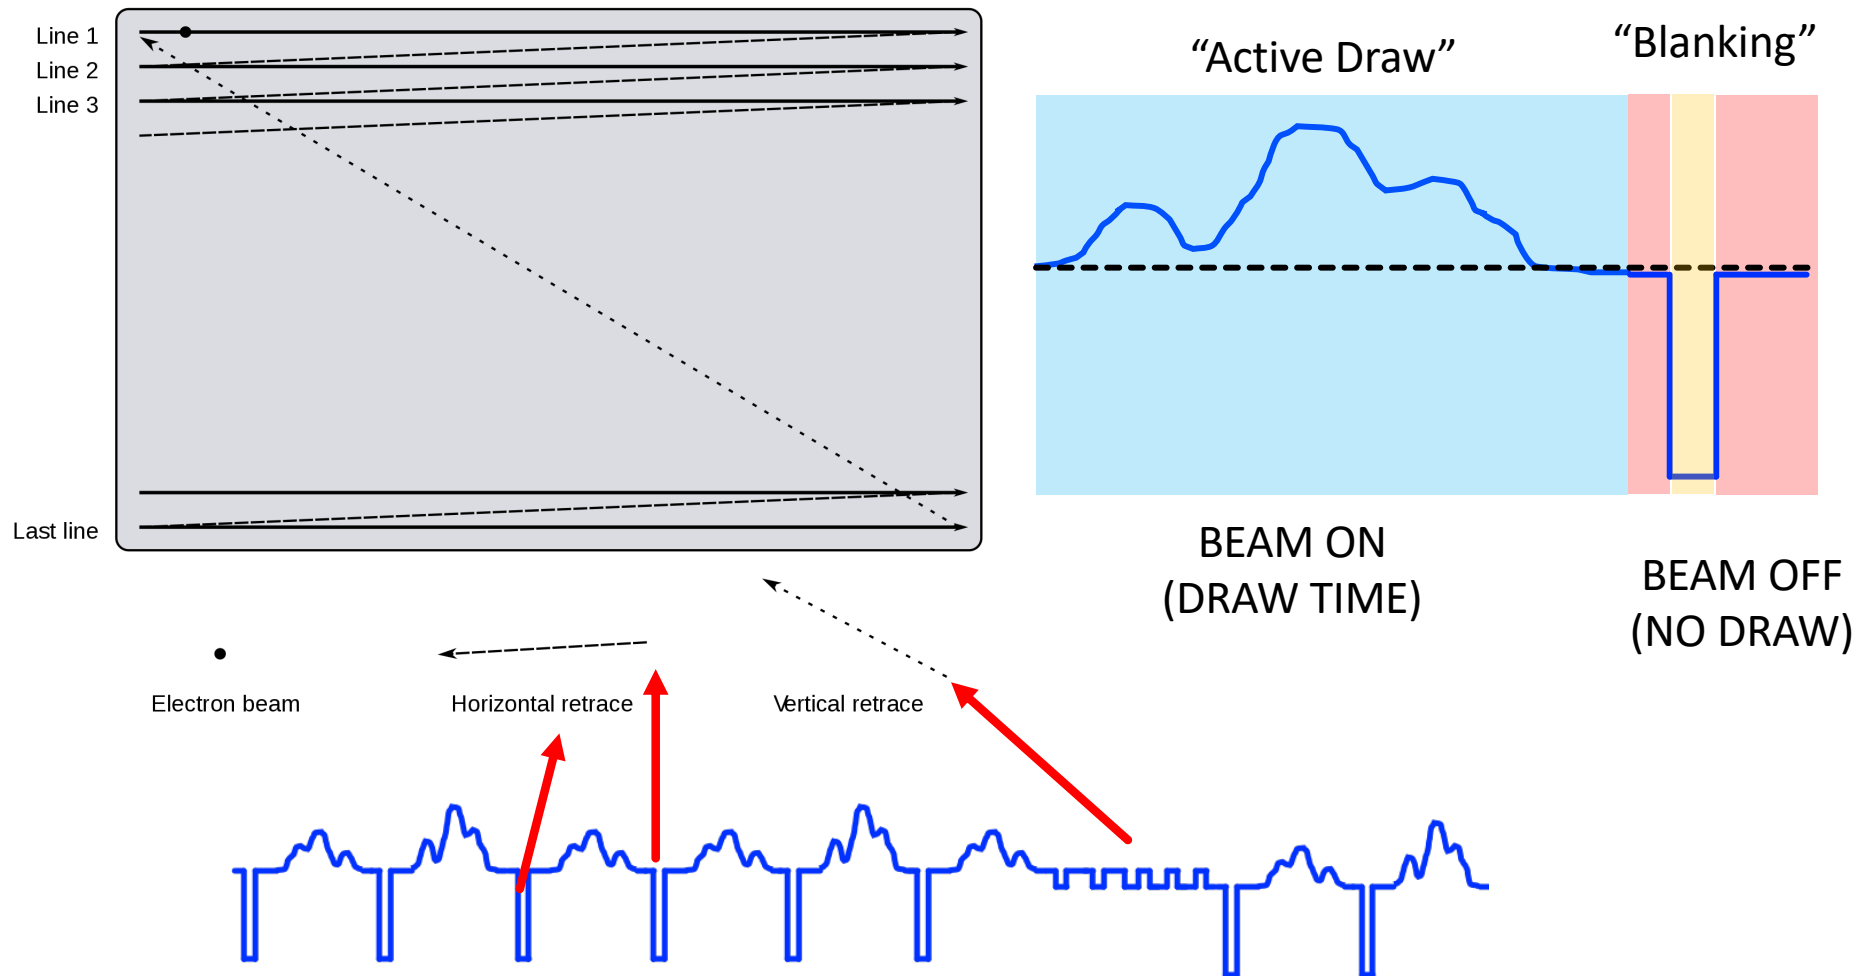 Line 1
Line 2
Line 3
Last line
“Active Draw”
“Blanking”
BEAM ON
(DRAW TIME)
BEAM OFF
(NO DRAW)
Electron beam
Horizontal retrace
Vertical retrace